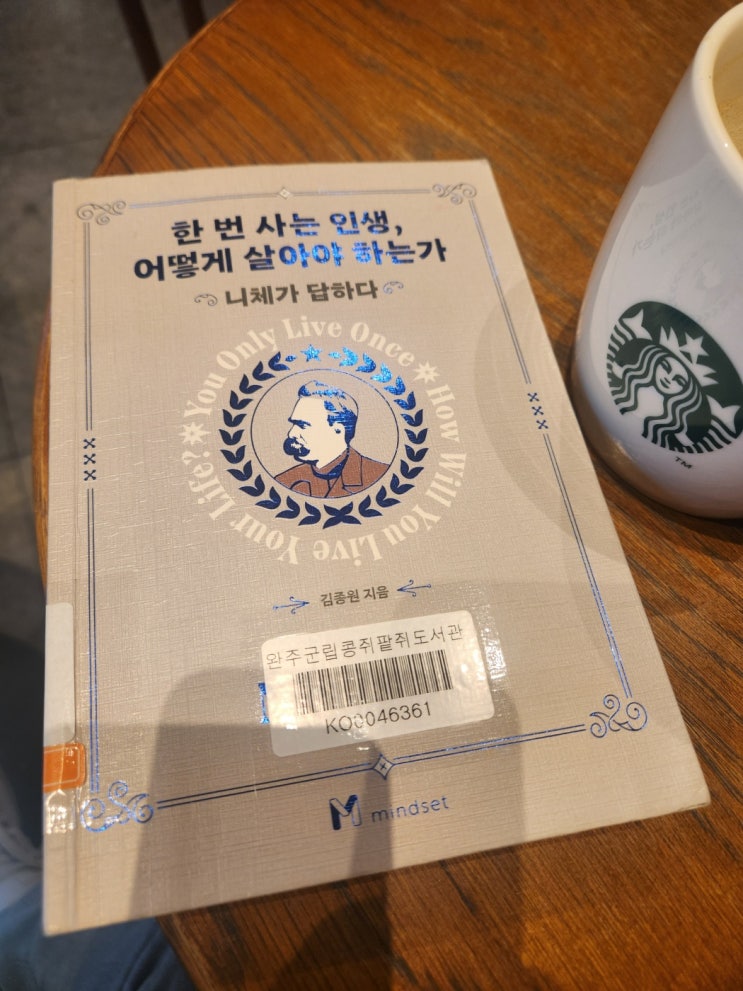 한 번 사는 인생,
어떻게 살아야 하는가
니체가 답하다
You Only Live Once
How Will You Live Your Life?
김종원 지음
완주군립콩쥐팥쥐도서관
KO0046361
mindset
TM